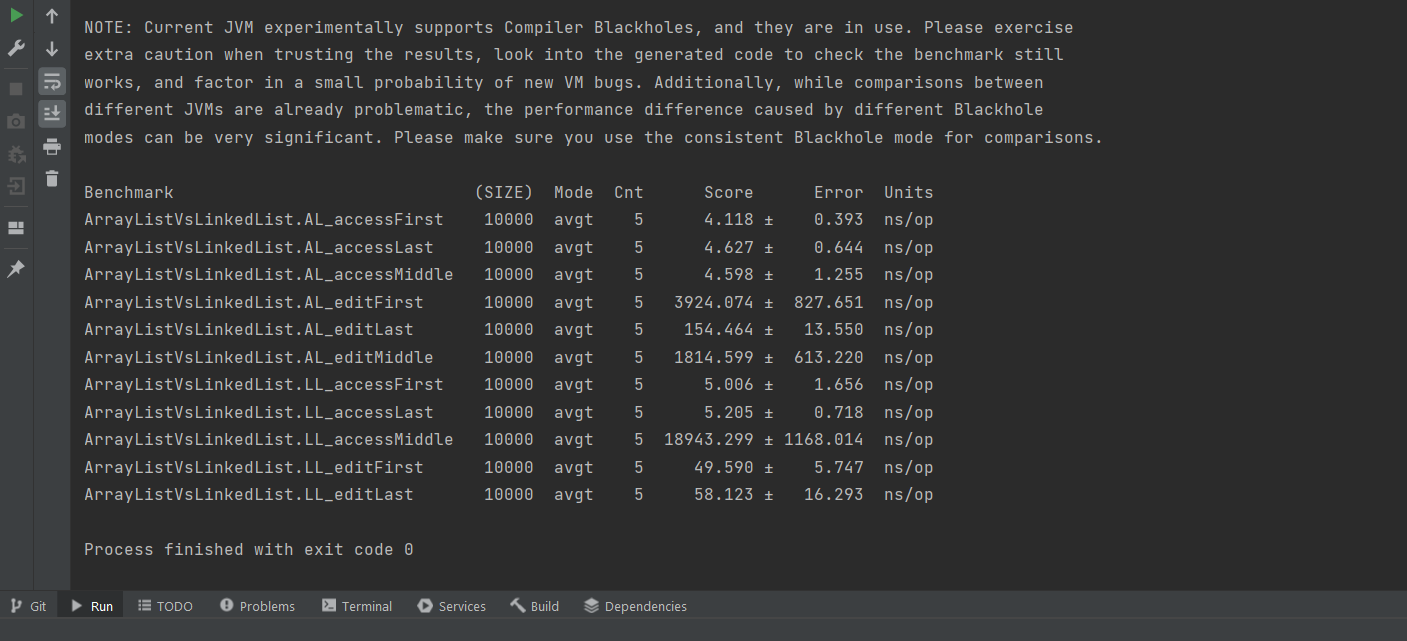 NOTE: Current JVM experimentally supports Compiler Blackholes, and they are in use. Please exercise
extra caution when trusting the results, look into the generated code to check the benchmark still
works, and factor in a small probability of new VM bugs. Additionally, while comparisons between
different JVMs are already problematic, the performance difference caused by different Blackhole
modes can be very significant. Please make sure you use the consistent Blackhole mode for comparisons.
Benchmark (SIZE) Mode Cnt Score Error Units
ArrayListVsLinkedList.AL_accessFirst 10000 avgt 5 4.118 ± 0.393 ns/op
ArrayListVsLinkedList.AL_accessLast 10000 avgt 5 4.627 ± 0.644 ns/op
ArrayListVsLinkedList.AL_accessMiddle 10000 avgt 5 4.598 ± 1.255 ns/op
ArrayListVsLinkedList.AL_editFirst 10000 avgt 5 3924.074 ± 827.651 ns/op
ArrayListVsLinkedList.AL_editLast 10000 avgt 5 154.464 ± 13.550 ns/op
ArrayListVsLinkedList.AL_editMiddle 10000 avgt 5 1814.599 ± 613.220 ns/op
ArrayListVsLinkedList.LL_accessFirst 10000 avgt 5 5.006 ± 1.656 ns/op
ArrayListVsLinkedList.LL_accessLast 10000 avgt 5 5.205 ± 0.718 ns/op
ArrayListVsLinkedList.LL_accessMiddle 10000 avgt 5 18943.299 ± 1168.014 ns/op
ArrayListVsLinkedList.LL_editFirst 10000 avgt 5 49.590 ± 5.747 ns/op
ArrayListVsLinkedList.LL_editLast 10000 avgt 5 58.123 ± 16.293 ns/op
Process finished with exit code 0
Git Run TODO Problems Terminal Services Build Dependencies